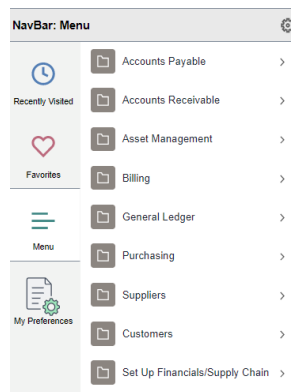 NavBar: Menu
Recently Visited
Favorites
Menu
My Preferences
Accounts Payable
Accounts Receivable
Asset Management
Billing
General Ledger
Purchasing
Suppliers
Customers
Set Up Financials/Supply Chain